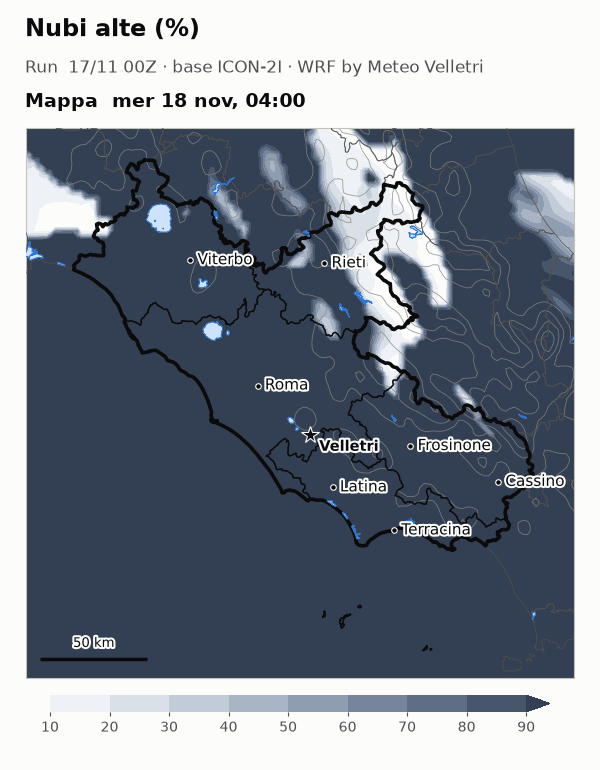 Nubi alte (%)
Run 17/11 00Z · base ICON-2I · WRF by Meteo Velletri
Mappa mer 18 nov, 04:00
Viterbo
Rieti
Roma
Velletri
Frosinone
Latina
Cassino
Terracina
50 km
10 20 30 40 50 60 70 80 90